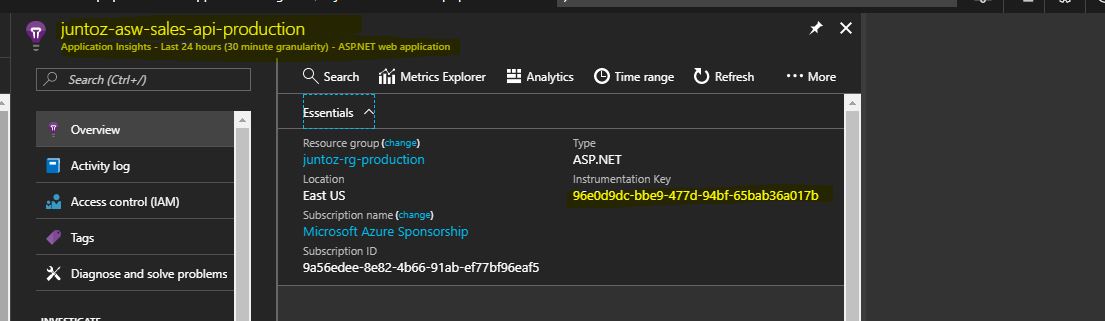 juntoz-asw-sales-api-production
Application Insights - Last 24 hours (30 minute granularity) - ASP.NET web application
Search (Ctrl+/)
Search
Metrics Explorer
Analytics
Time range
Refresh
More
Overview
Activity log
Access control (IAM)
Tags
Diagnose and solve problems
Essentials
Resource group (change)
juntoz-rg-production
Location
East US
Subscription name (change)
Microsoft Azure Sponsorship
Subscription ID
9a56edee-8e82-4b66-91ab-ef77bf96eaf5
Type
ASP.NET
Instrumentation Key
96e0d9dc-bbe9-477d-94bf-65bab36a017b